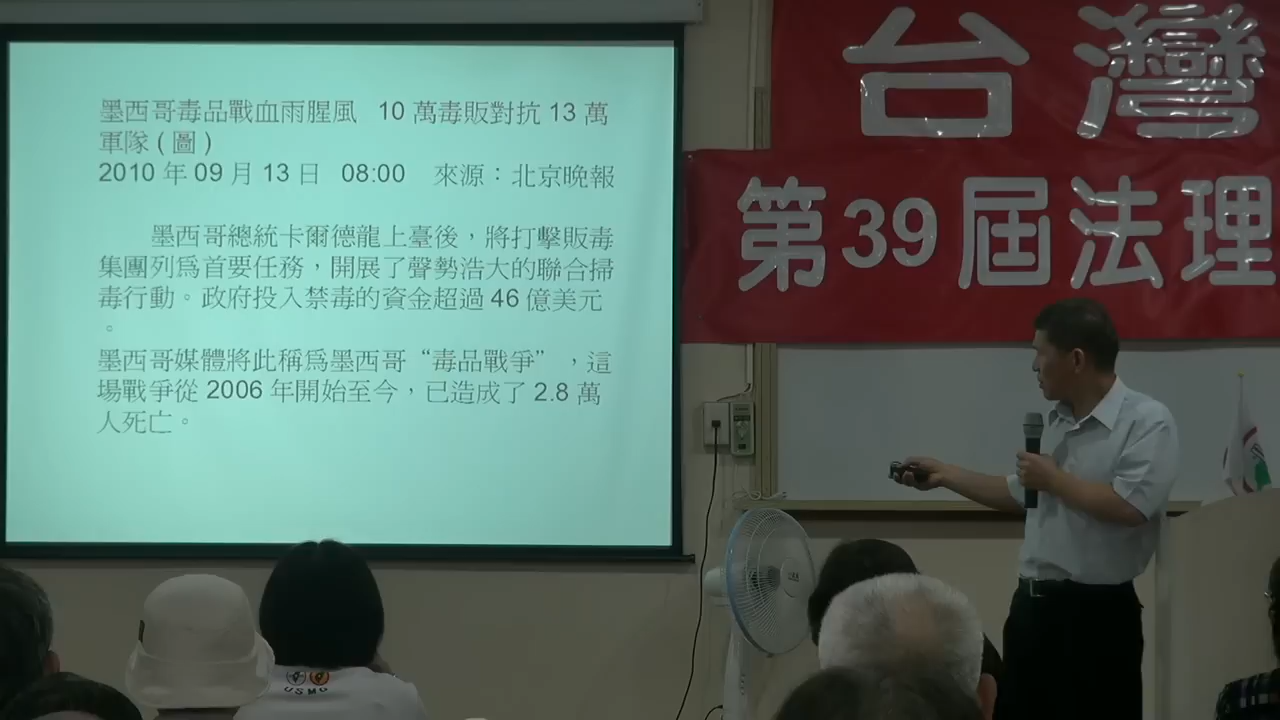 墨西哥毒品戰血雨腥風 10 萬毒販對抗 13 萬
軍隊 ( 圖 )
2010 年 09 月 13 日 08:00 來源：北京晚報
墨西哥總統卡爾德龍上臺後，將打擊販毒
集團列爲首要任務，開展了聲勢浩大的聯合掃
毒行動。政府投入禁毒的資金超過 46 億美元
。
墨西哥媒體將此稱爲墨西哥“毒品戰爭”，這
場戰爭從 2006 年開始至今，已造成了 2.8 萬
人死亡。
台灣
第39屆法理
USMG